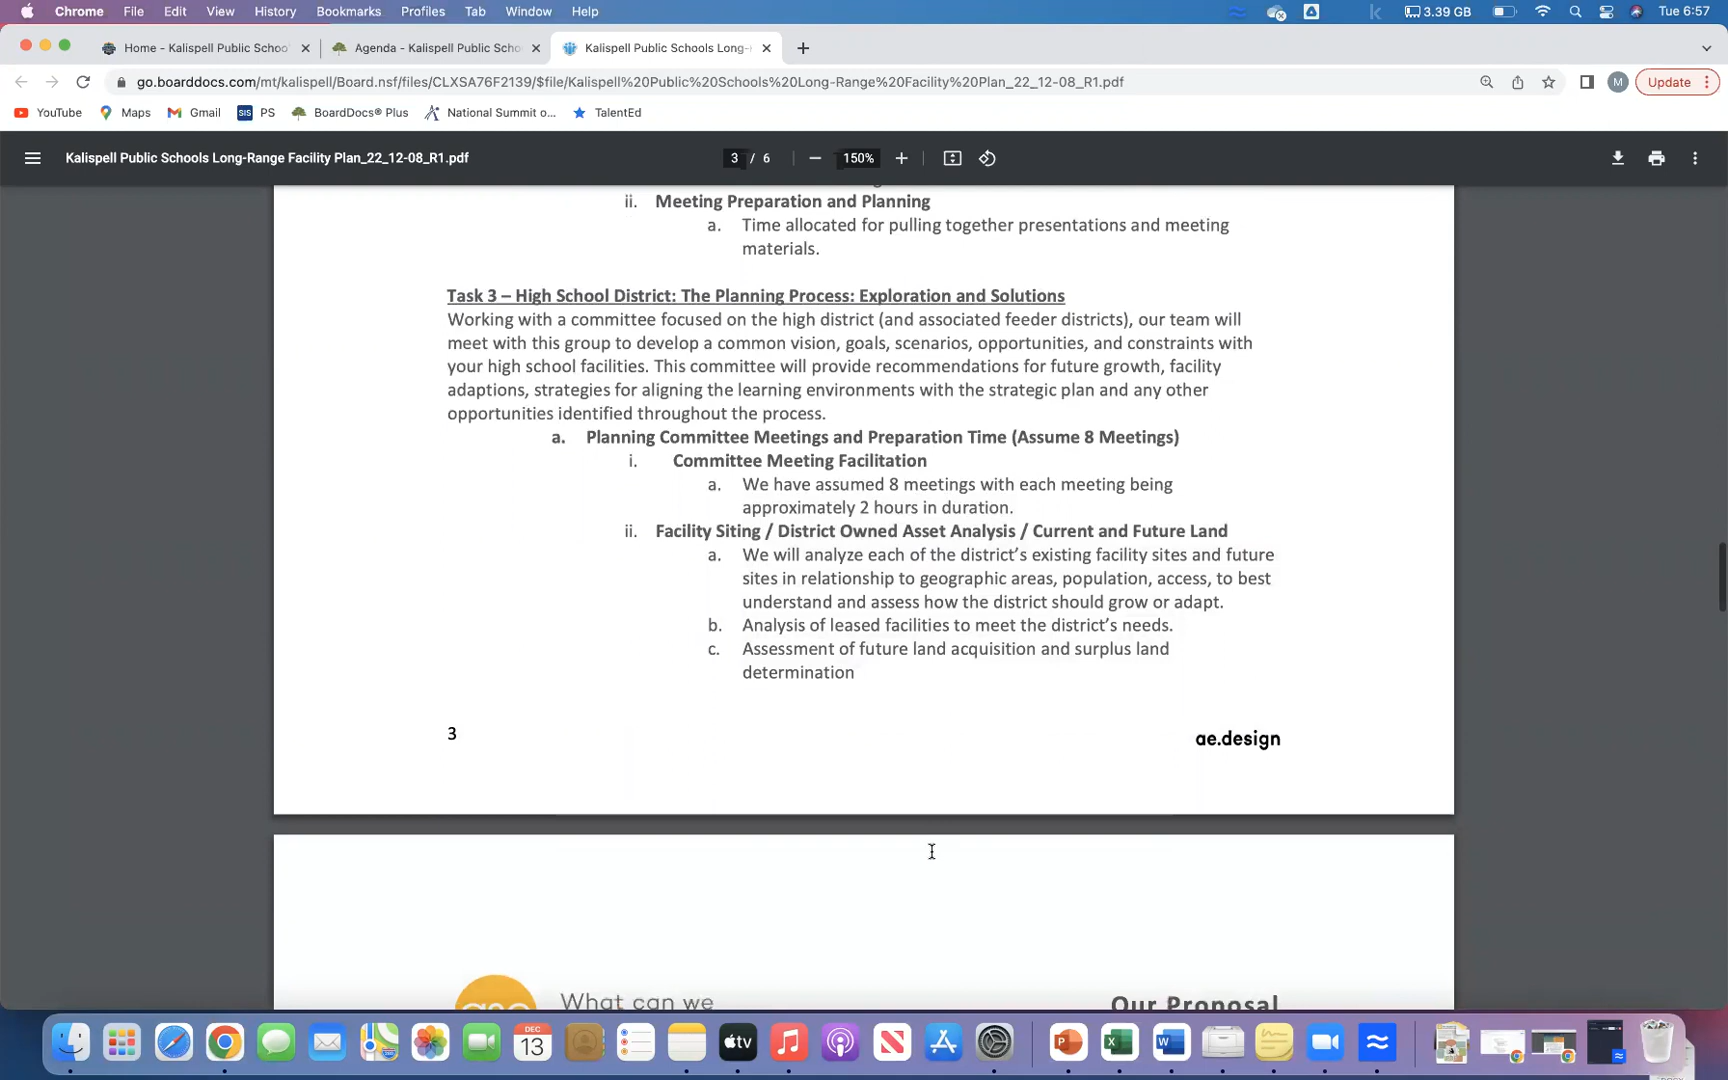 Chrome File Edit View History Bookmarks Profiles Tab Window Help 3.39 GB Tue 6:57
Home - Kalispell Public Schoo Agenda - Kalispell Public Scho Kalispell Public Schools Long-
go.boarddocs.com/mt/kalispell/Board.nsf/files/CLXSA76F2139/$file/Kalispell%20Public%20Schools%20Long-Range%20Facility%20Plan_22_12-08_R1.pdf M Update
YouTube Maps Gmail SIS PS BoardDocs® Plus National Summit o... TalentEd
Kalispell Public Schools Long-Range Facility Plan_22_12-08_R1.pdf 3 / 6 150%
ii. Meeting Preparation and Planning
a. Time allocated for pulling together presentations and meeting
materials.
Task 3 – High School District: The Planning Process: Exploration and Solutions
Working with a committee focused on the high district (and associated feeder districts), our team will
meet with this group to develop a common vision, goals, scenarios, opportunities, and constraints with
your high school facilities. This committee will provide recommendations for future growth, facility
adaptions, strategies for aligning the learning environments with the strategic plan and any other
opportunities identified throughout the process.
a. Planning Committee Meetings and Preparation Time (Assume 8 Meetings)
i. Committee Meeting Facilitation
a. We have assumed 8 meetings with each meeting being
approximately 2 hours in duration.
ii. Facility Siting / District Owned Asset Analysis / Current and Future Land
a. We will analyze each of the district's existing facility sites and future
sites in relationship to geographic areas, population, access, to best
understand and assess how the district should grow or adapt.
b. Analysis of leased facilities to meet the district's needs.
c. Assessment of future land acquisition and surplus land
determination
3 ae.design
What can we Our Proposal
DEC
13
tv P X W